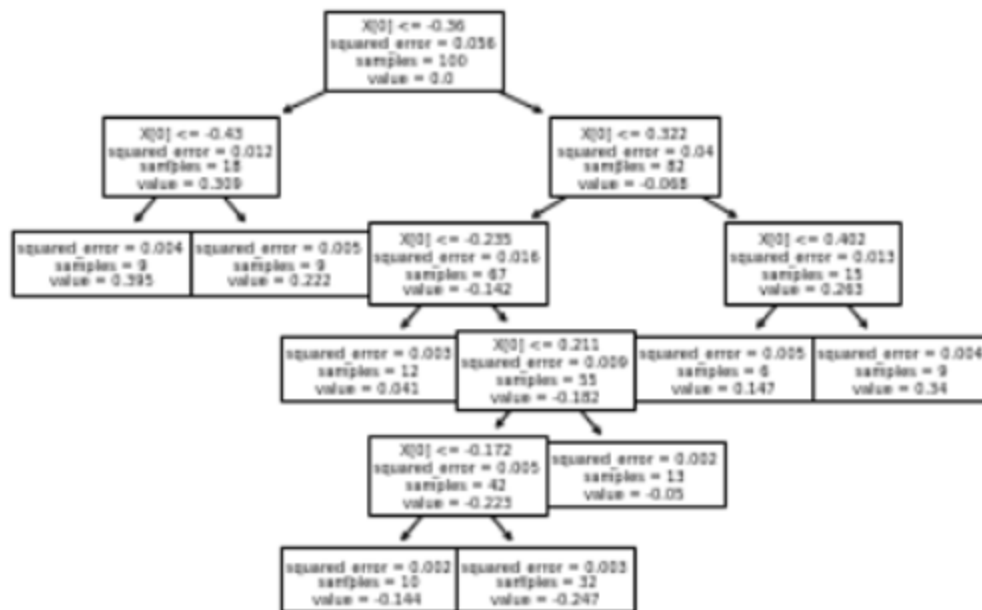 X[0] <= -0.36
squared_error = 0.056
samples = 100
value = 0.0
X[0] <= -0.43
squared_error = 0.012
samples = 18
value = 0.309
X[0] <= 0.322
squared_error = 0.04
samples = 82
value = -0.068
squared_error = 0.004
samples = 9
value = 0.395
squared_error = 0.005
samples = 9
value = 0.222
X[0] <= -0.235
squared_error = 0.016
samples = 67
value = -0.142
X[0] <= 0.402
squared_error = 0.013
samples = 15
value = 0.263
squared_error = 0.003
samples = 12
value = 0.041
X[0] <= 0.211
squared_error = 0.009
samples = 55
value = -0.182
squared_error = 0.005
samples = 6
value = 0.147
squared_error = 0.004
samples = 9
value = 0.34
X[0] <= -0.172
squared_error = 0.005
samples = 42
value = -0.223
squared_error = 0.002
samples = 13
value = -0.05
squared_error = 0.002
samples = 10
value = -0.144
squared_error = 0.003
samples = 32
value = -0.247